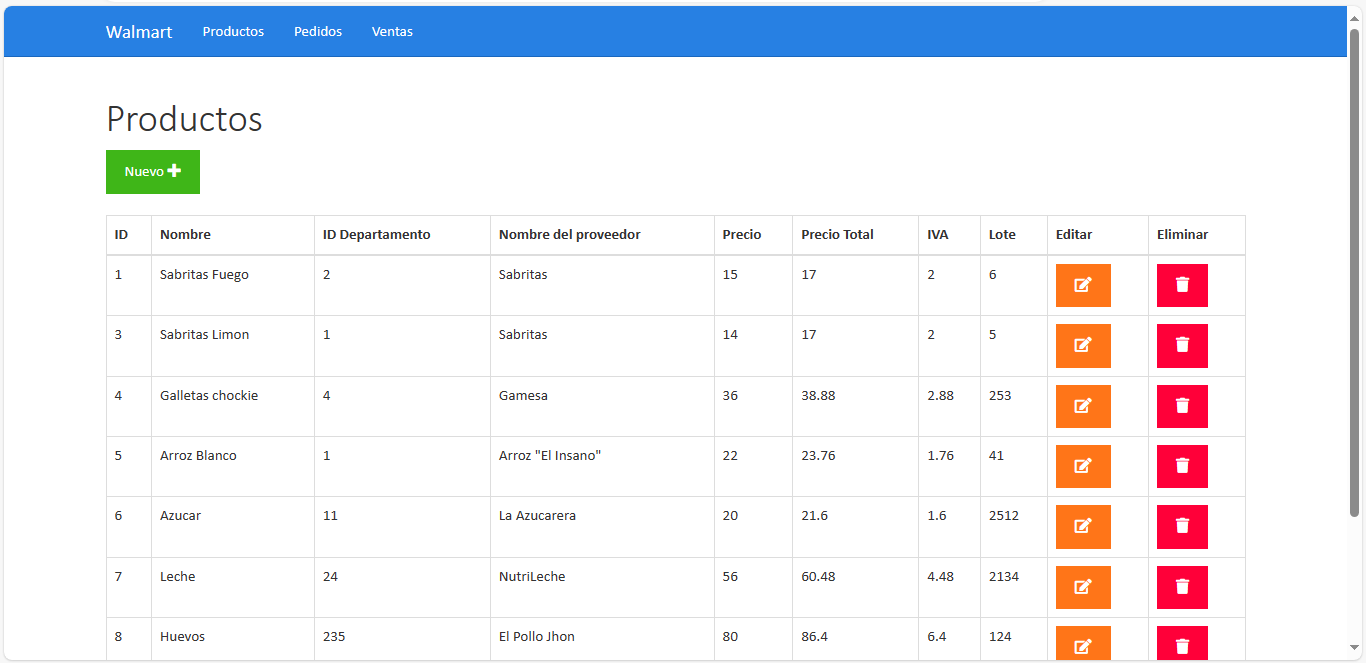 Walmart Productos Pedidos Ventas
Productos
Nuevo
ID Nombre ID Departamento Nombre del proveedor Precio Precio Total IVA Lote Editar Eliminar
1 Sabritas Fuego 2 Sabritas 15 17 2 6
3 Sabritas Limon 1 Sabritas 14 17 2 5
4 Galletas chockie 4 Gamesa 36 38.88 2.88 253
5 Arroz Blanco 1 Arroz "El Insano" 22 23.76 1.76 41
6 Azucar 11 La Azucarera 20 21.6 1.6 2512
7 Leche 24 NutriLeche 56 60.48 4.48 2134
8 Huevos 235 El Pollo Jhon 80 86.4 6.4 124